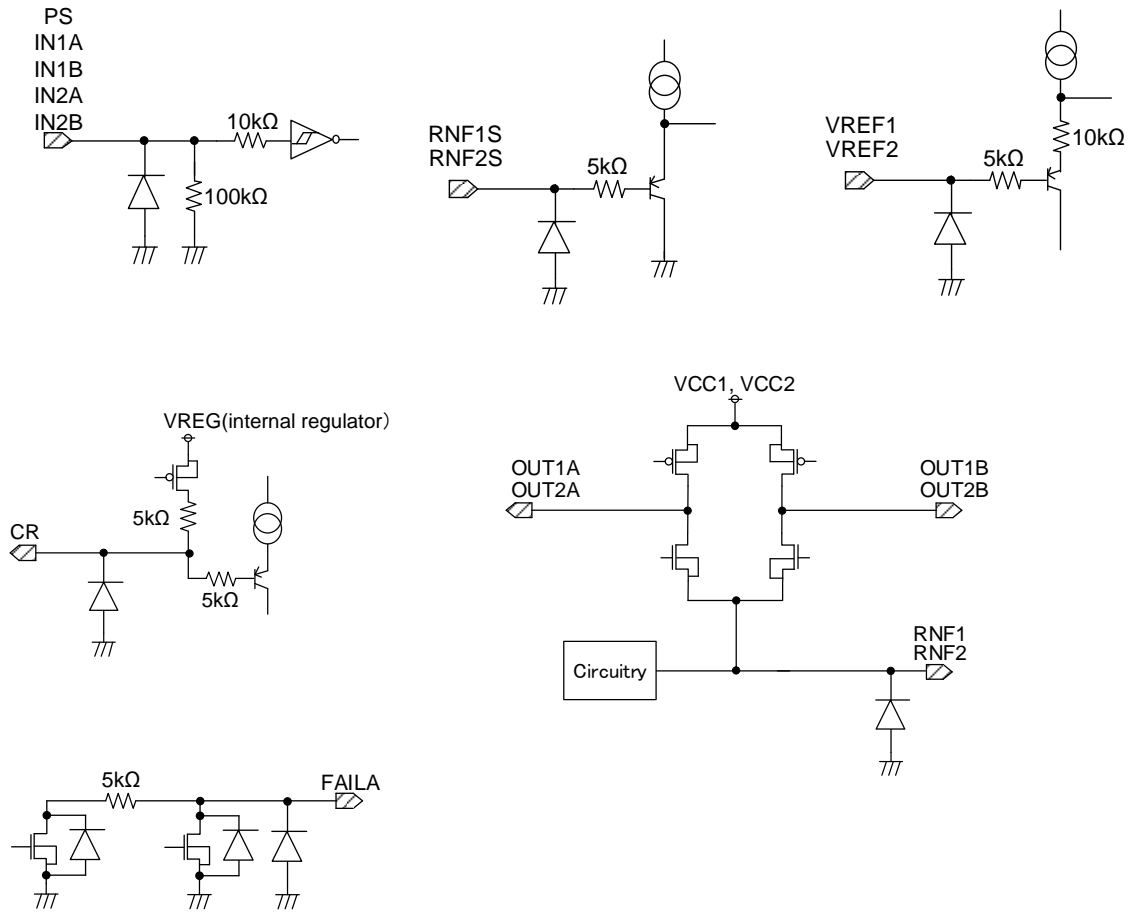 PS
IN1A
IN1B
IN2A
IN2B
10kΩ
100kΩ
RNF1S
RNF2S
5kΩ
VREF1
VREF2
5kΩ
10kΩ
VREG(internal regulator）
5kΩ
CR
5kΩ
VCC1, VCC2
OUT1A
OUT2A
OUT1B
OUT2B
Circuitry
RNF1
RNF2
5kΩ
FAILA